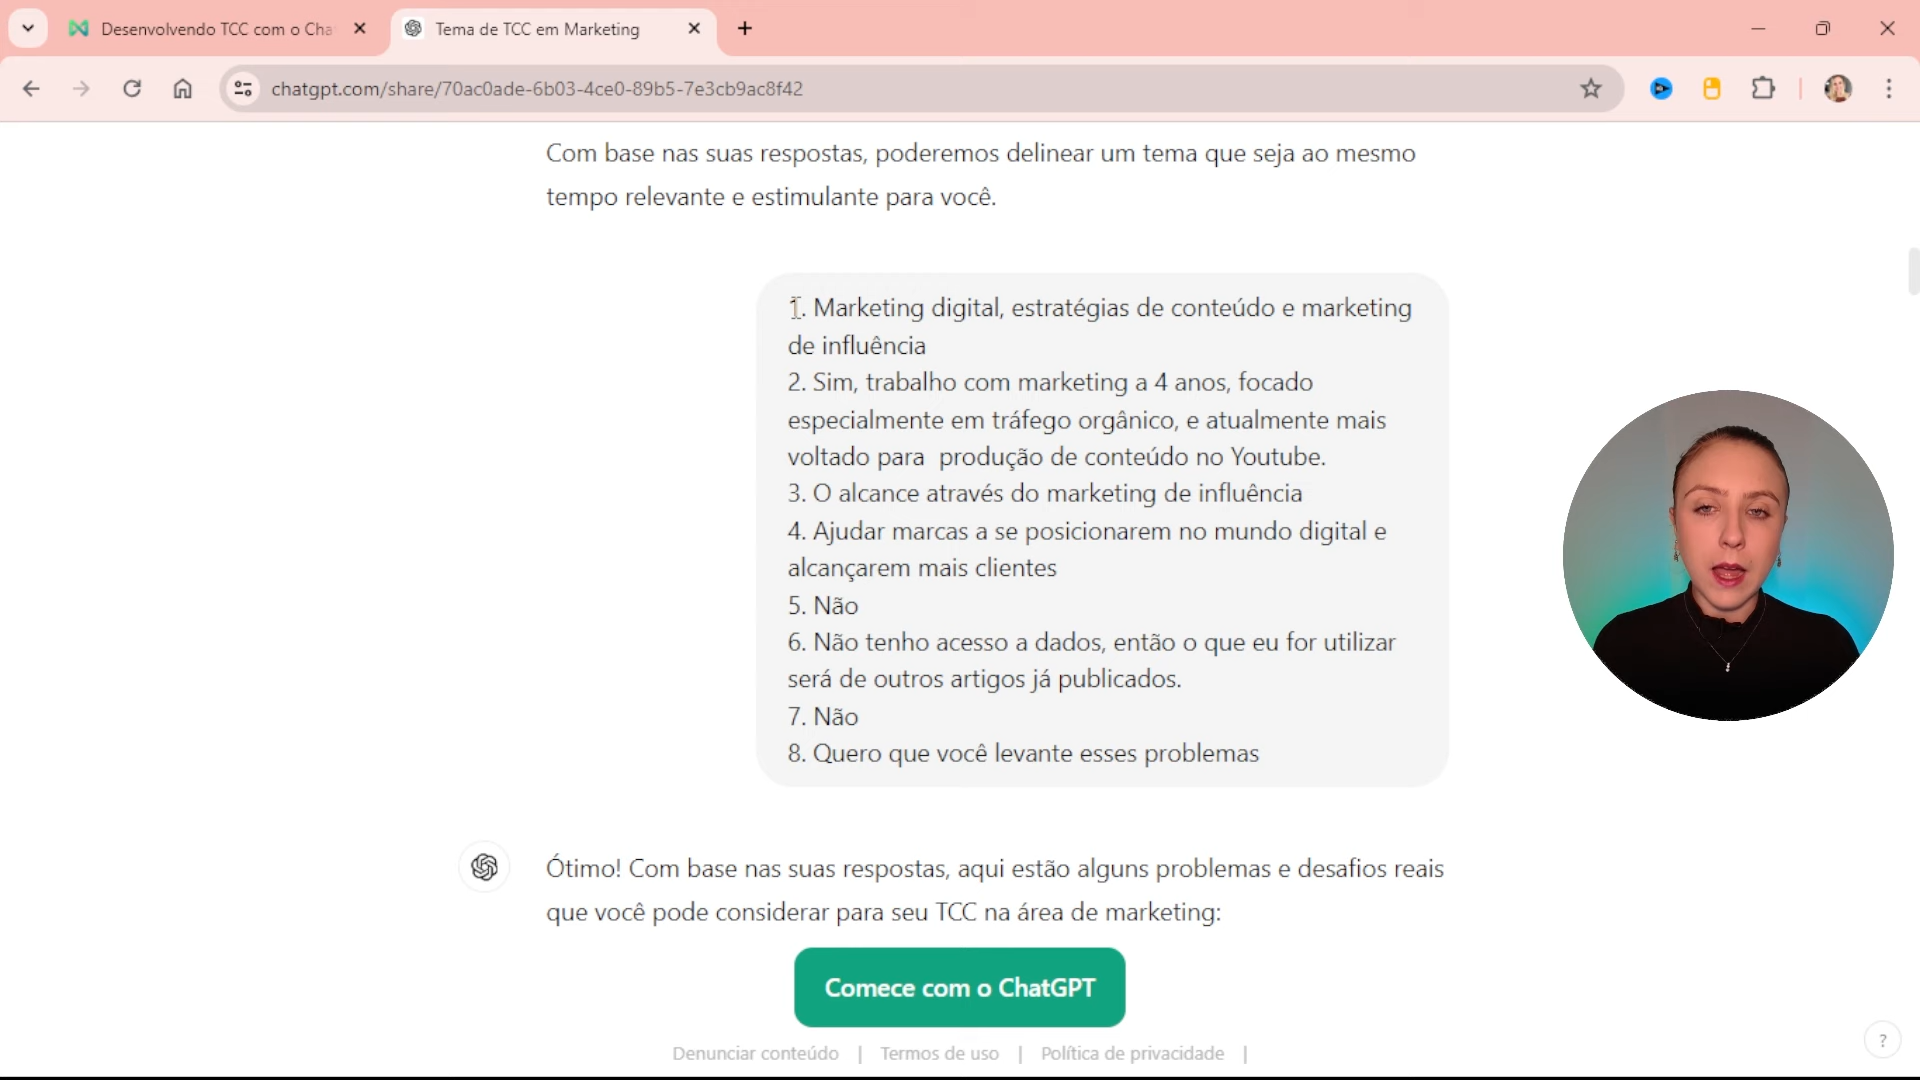 Desenvolvendo TCC com o Cha
Tema de TCC em Marketing
chatgpt.com/share/70ac0ade-6b03-4ce0-89b5-7e3cb9ac8f42
Com base nas suas respostas, poderemos delinear um tema que seja ao mesmo
tempo relevante e estimulante para você.
1. Marketing digital, estratégias de conteúdo e marketing
de influência
2. Sim, trabalho com marketing a 4 anos, focado
especialmente em tráfego orgânico, e atualmente mais
voltado para  produção de conteúdo no Youtube.
3. O alcance através do marketing de influência
4. Ajudar marcas a se posicionarem no mundo digital e
alcançarem mais clientes
5. Não
6. Não tenho acesso a dados, então o que eu for utilizar
será de outros artigos já publicados.
7. Não
8. Quero que você levante esses problemas
Ótimo! Com base nas suas respostas, aqui estão alguns problemas e desafios reais
que você pode considerar para seu TCC na área de marketing:
Comece com o ChatGPT
Denunciar conteúdo | Termos de uso | Política de privacidade |
?